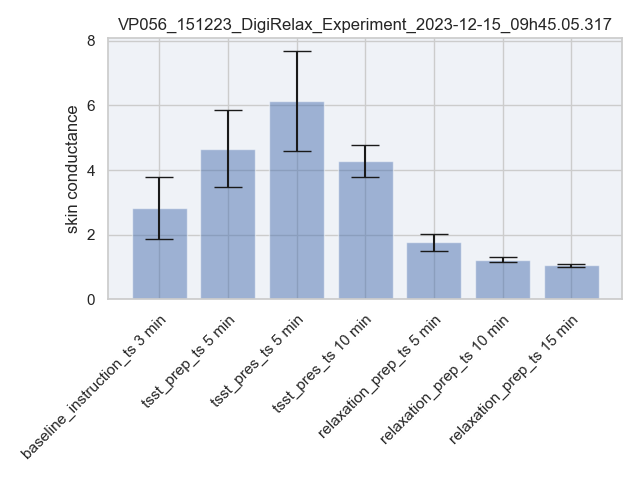 VP056_151223_DigiRelax_Experiment_2023-12-15_09h45.05.317
skin conductance
8
6
4
2
0
baseline_instruction_ts 3 min
tsst_prep_ts 5 min
tsst_pres_ts 5 min
tsst_pres_ts 10 min
relaxation_prep_ts 5 min
relaxation_prep_ts 10 min
relaxation_prep_ts 15 min